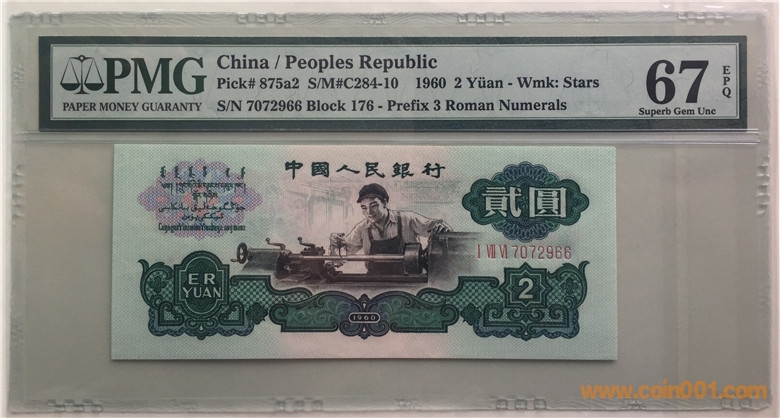 PMG
PAPER MONEY GUARANTY
China / Peoples Republic
Pick# 875a2 S/M#C284-10 1960 2 Yüan - Wmk: Stars
S/N 7072966 Block 176 - Prefix 3 Roman Numerals
67
EPQ
Superb Gem Unc
中國人民銀行
貳圓
I VII VI 7072966
ER
YUAN
2
1960
www.coin001.com